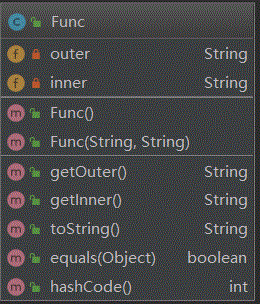 C Func
f outer String
f inner String
m Func()
m Func(String, String)
m getOuter() String
m getInner() String
m toString() String
m equals(Object) boolean
m hashCode() int